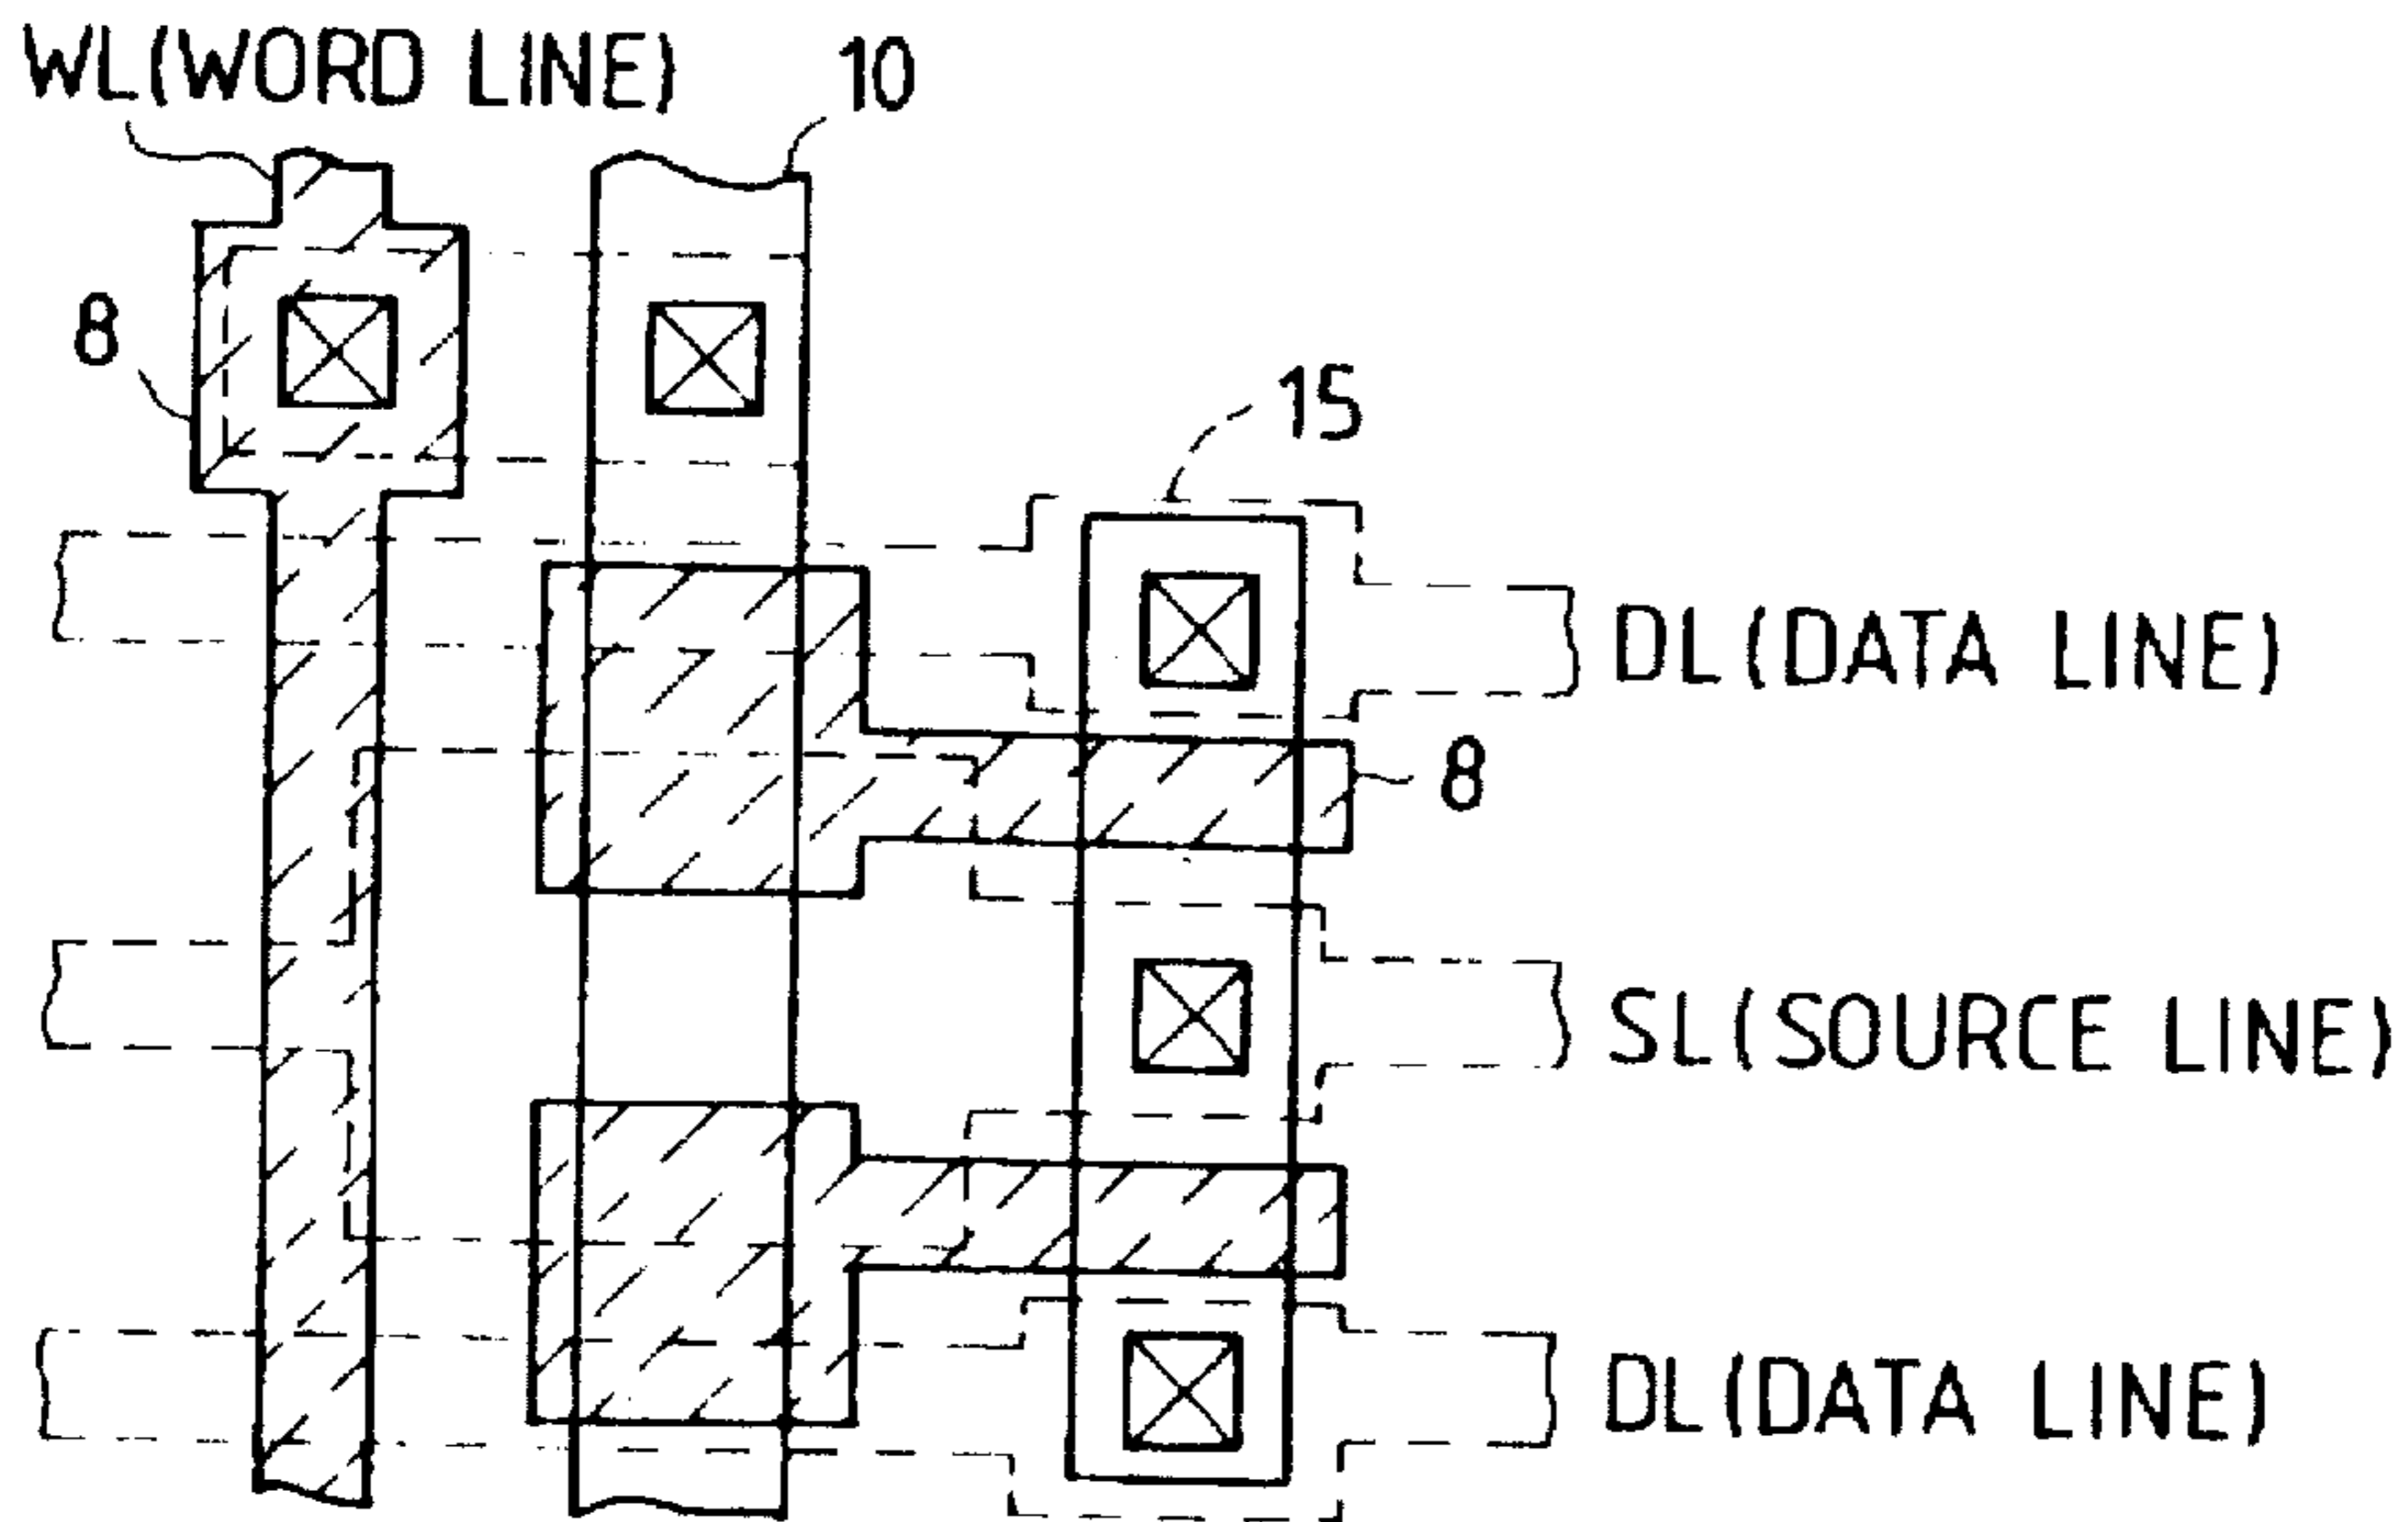 WL(WORD LINE)
10
8
15
DL(DATA LINE)
8
SL(SOURCE LINE)
DL(DATA LINE)